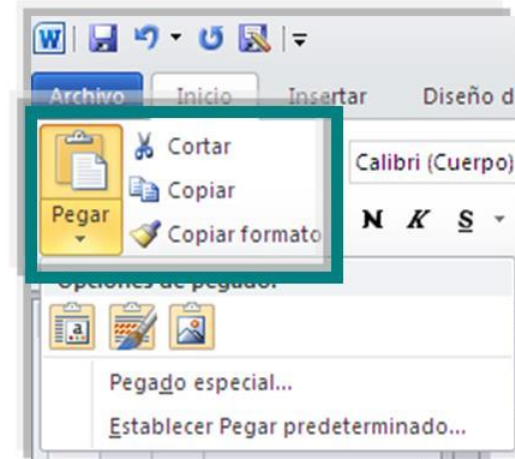 W
Archivo Inicio Insertar Diseño d
Pegar
Cortar
Copiar
Copiar formato
Calibri (Cuerpo)
N K S
Opciones de pegado:
a
Pegado especial...
Establecer Pegar predeterminado...